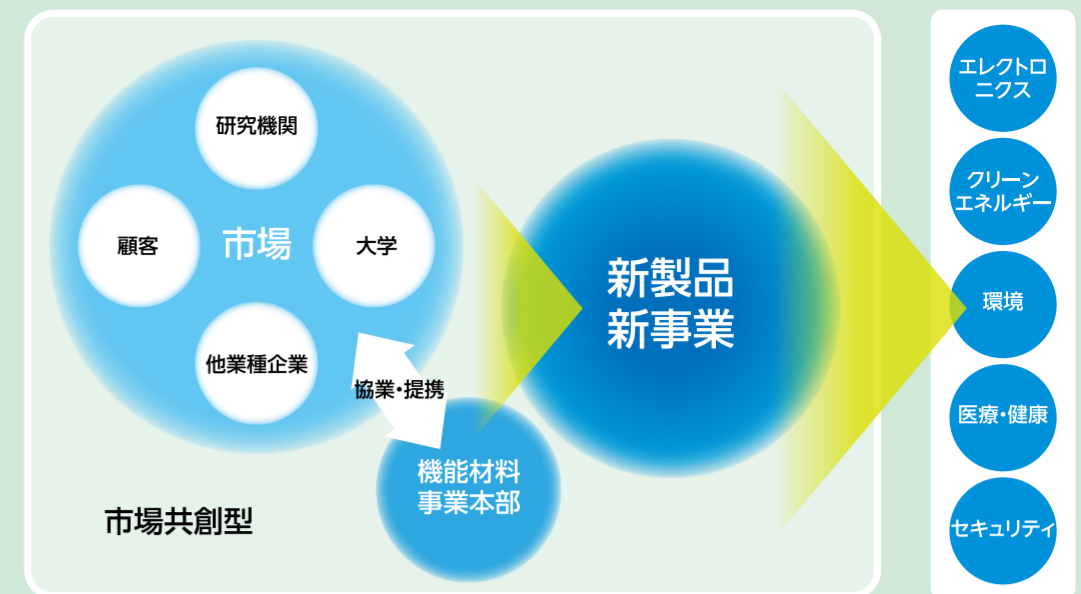 研究機関
顧客
市場
大学
他業種企業
協業・提携
機能材料
事業本部
市場共創型
新製品
新事業
エレクトロ
ニクス
クリーン
エネルギー
環境
医療・健康
セキュリティ